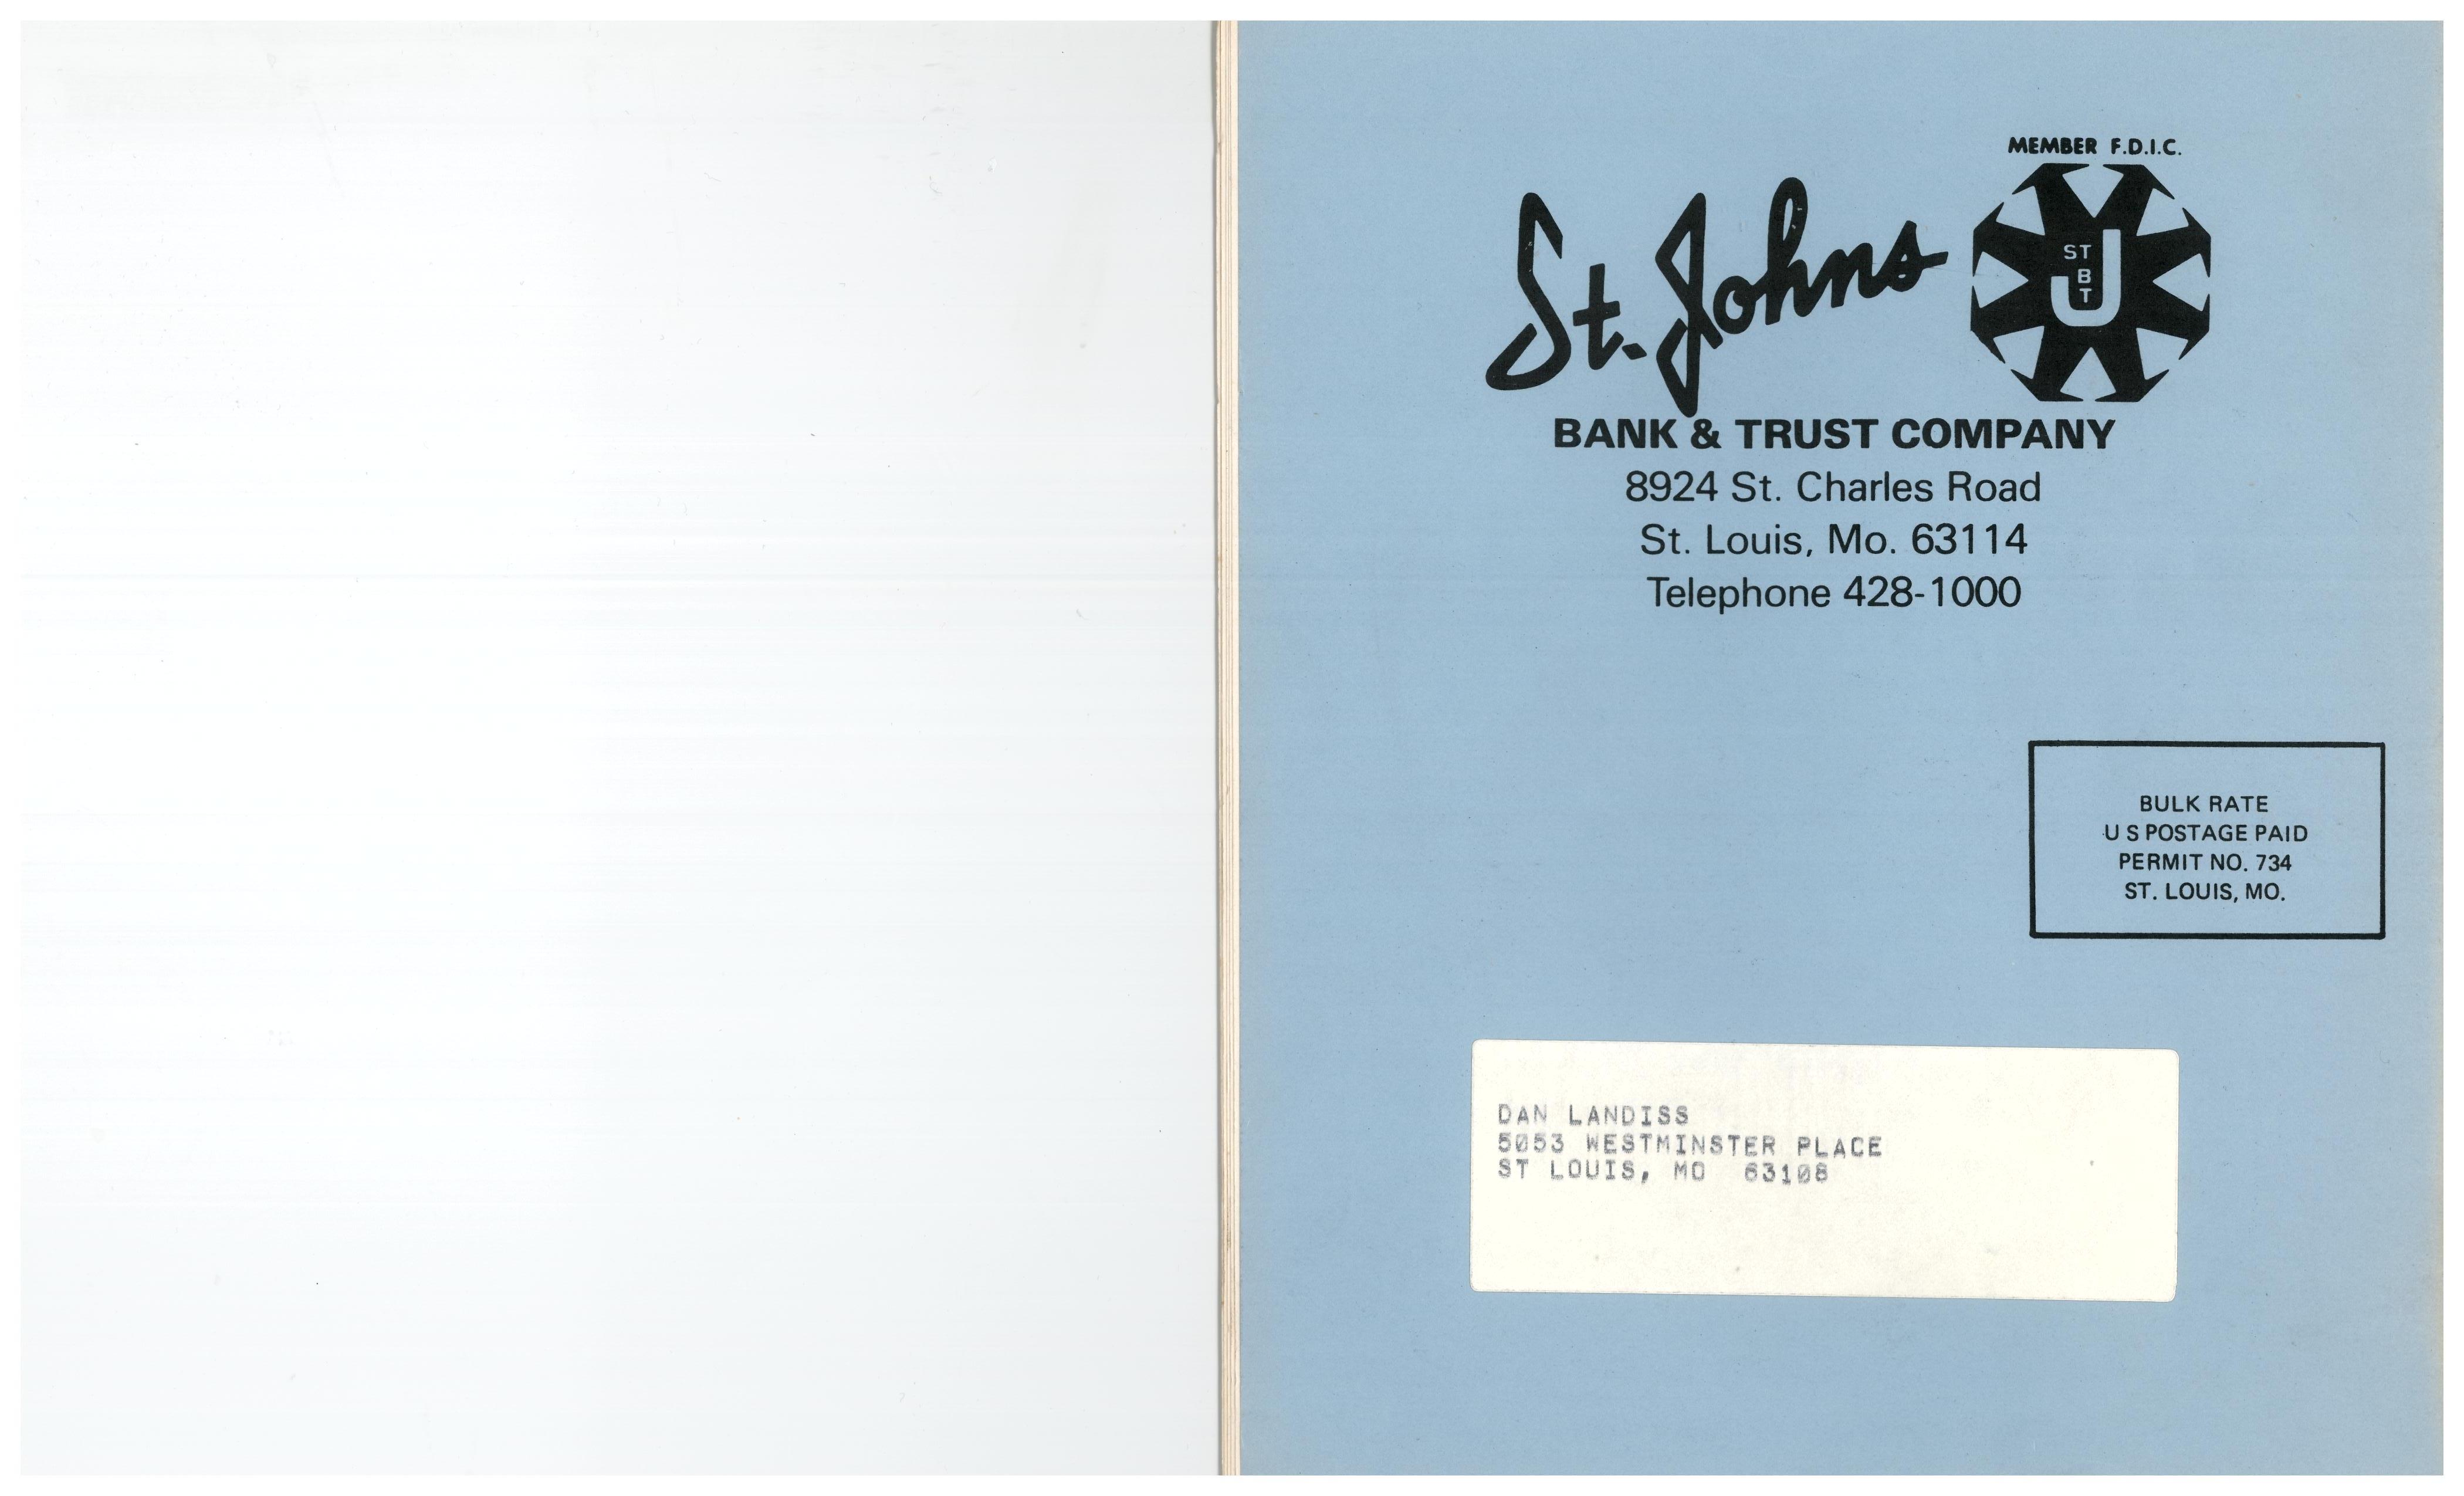 MEMBER F.D.I.C.
St. Johns
ST
J
B
T
BANK & TRUST COMPANY
8924 St. Charles Road
St. Louis, Mo. 63114
Telephone 428-1000
BULK RATE
U S POSTAGE PAID
PERMIT NO. 734
ST. LOUIS, MO.
DAN LANDISS
5053 WESTMINSTER PLACE
ST LOUIS, MO 63108